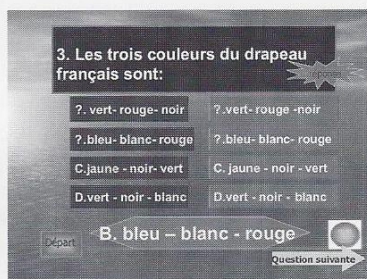 3. Les trois couleurs du drapeau
français sont:
?. vert- rouge- noir ?.vert- rouge -noir
?.bleu- blanc- rouge ?.bleu- blanc- rouge
C.jaune - noir- vert C. jaune - noir - vert
D.vert - noir - blanc D.vert - noir - blanc
Départ B. bleu – blanc - rouge
Question suivante